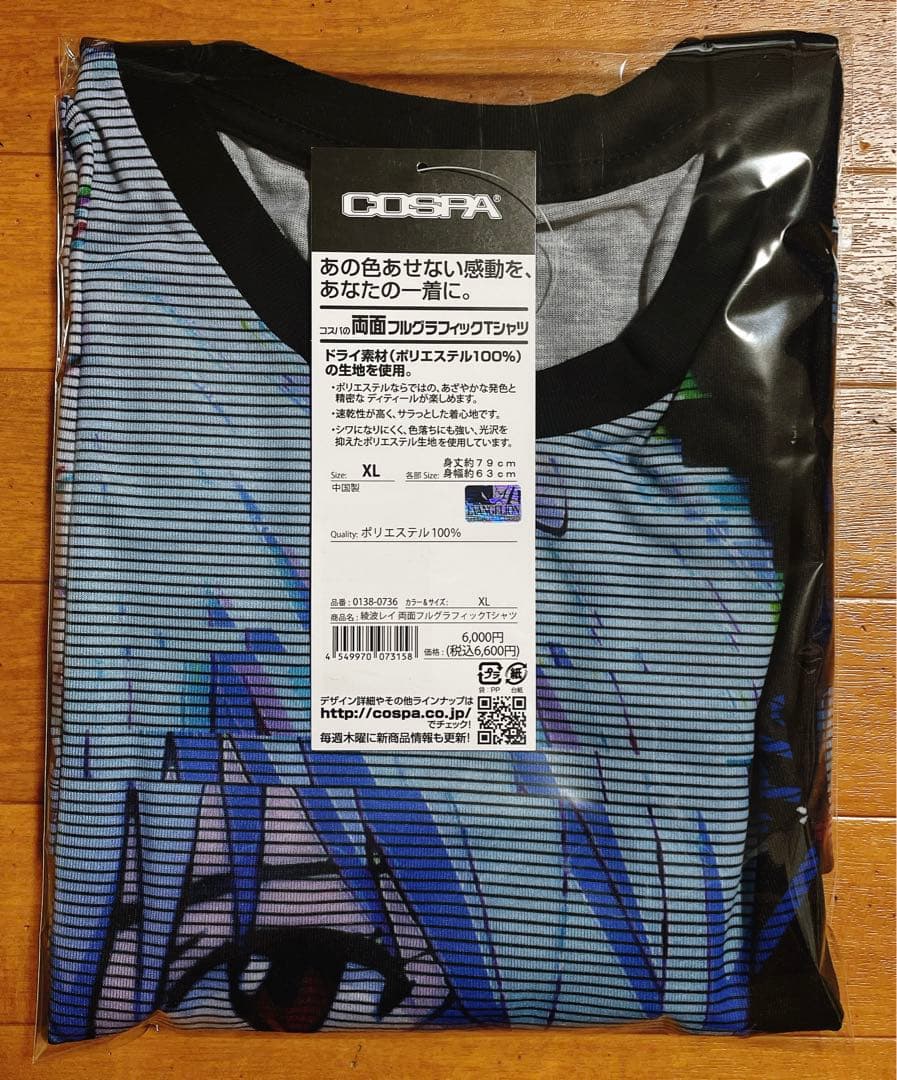 COSPA®
あの色あせない感動を、
あなたの一着に。
コスパの両面フルグラフィックTシャツ
ドライ素材(ポリエステル100%)
の生地を使用。
・ポリエステルならではの、あざやかな発色と
精密な ディティールが楽しめます。
・速乾性が高く、サラっとした着心地です。
・シワになりにくく、色落ちにも強い、光沢を
抑えたポリエステル生地を使用しています。
Size: XL 各部 Size: 身丈約79cm
身幅約63cm
中国製
EVANGELION
Quality: ポリエステル100%
品番: 0138-0736 カラー&サイズ: XL
商品名: 綾波レイ 両面フルグラフィックTシャツ
4 549970 073158
価格: 6,000円
(税込6,600円)
プラ 紙
袋:PP 台紙
デザイン詳細やその他ラインナップは
http://cospa.co.jp/
でチェック!
毎週木曜に新商品情報も更新!